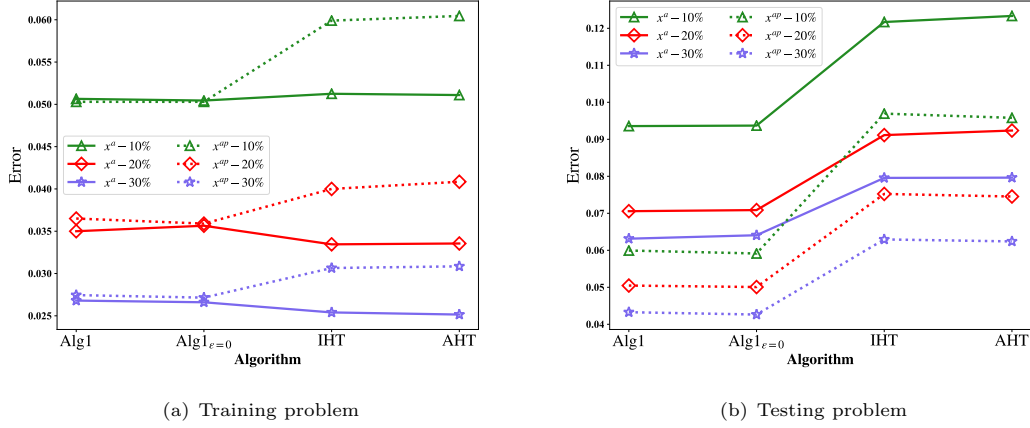 0.060
0.055
0.050
0.045
0.040
0.035
0.030
0.025
Error
x^a − 10%
x^a − 20%
x^a − 30%
x^{ap} − 10%
x^{ap} − 20%
x^{ap} − 30%
Alg1
Alg1_{ε=0}
IHT
AHT
Algorithm
(a) Training problem
0.12
0.11
0.10
0.09
0.08
0.07
0.06
0.05
0.04
Error
x^a − 10%
x^a − 20%
x^a − 30%
x^{ap} − 10%
x^{ap} − 20%
x^{ap} − 30%
Alg1
Alg1_{ε=0}
IHT
AHT
Algorithm
(b) Testing problem